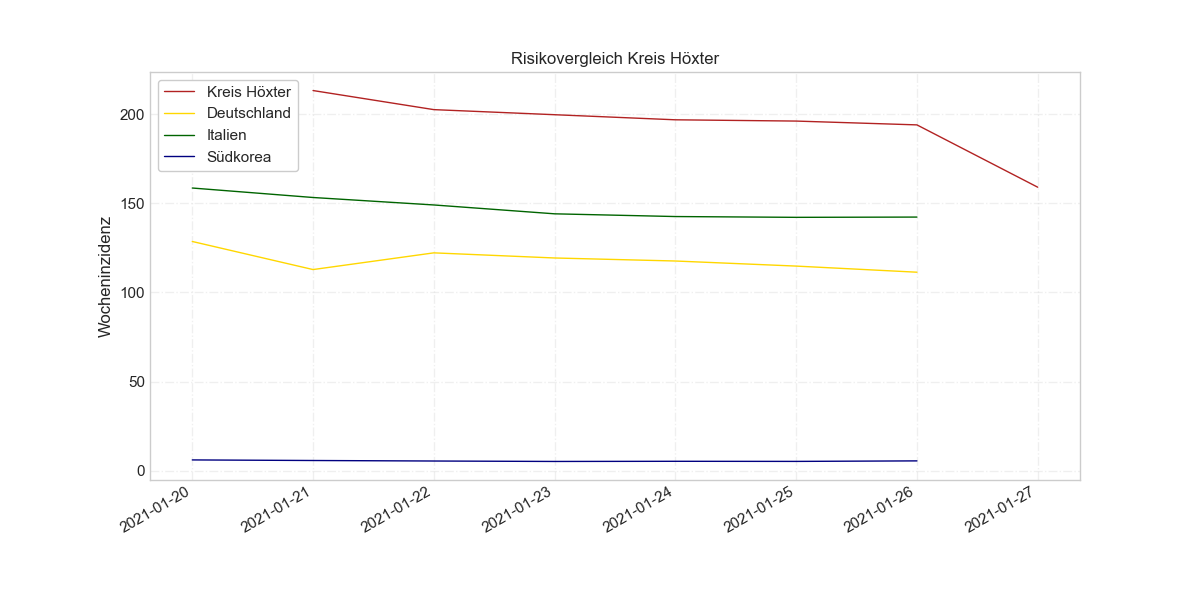 Risikovergleich Kreis Höxter
Kreis Höxter
Deutschland
Italien
Südkorea
Wocheninzidenz
200
150
100
50
0
2021-01-20
2021-01-21
2021-01-22
2021-01-23
2021-01-24
2021-01-25
2021-01-26
2021-01-27